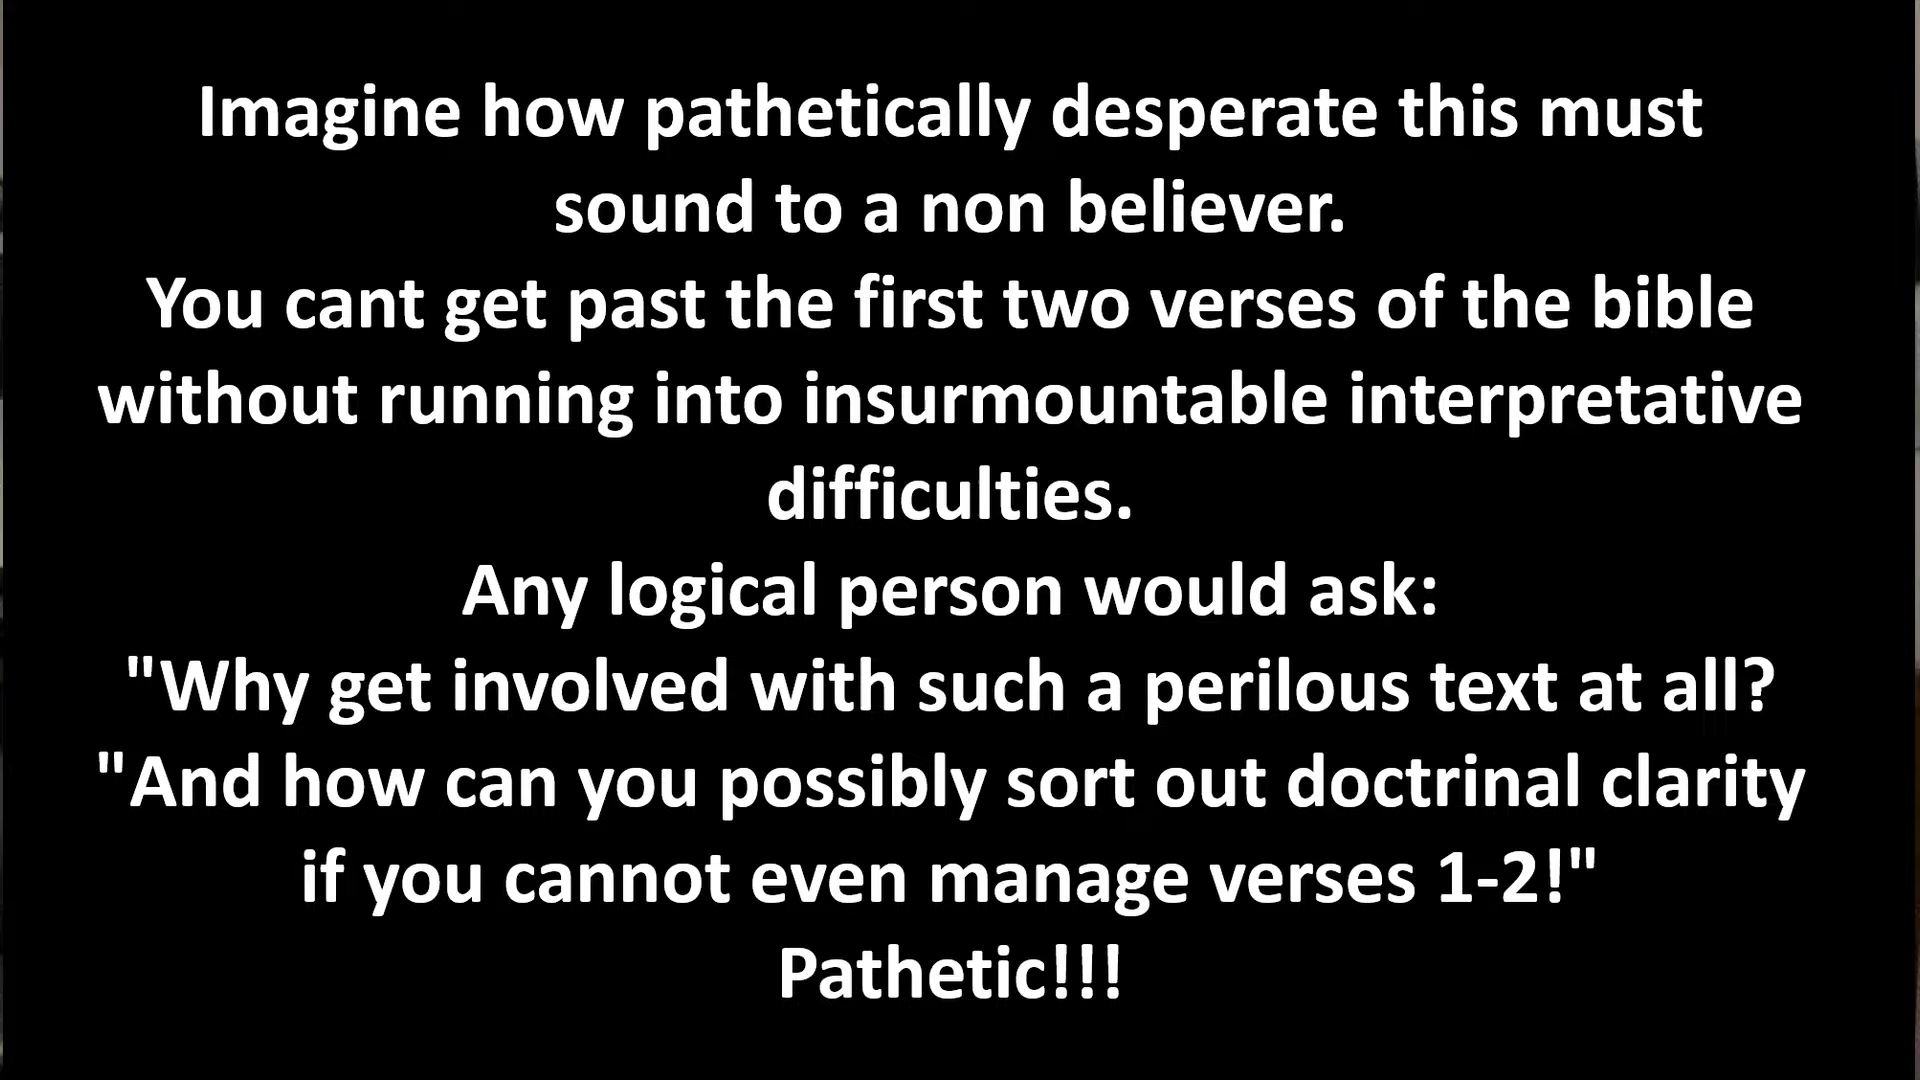 Imagine how pathetically desperate this must
sound to a non believer.
You cant get past the first two verses of the bible
without running into insurmountable interpretative
difficulties.
Any logical person would ask:
"Why get involved with such a perilous text at all?
"And how can you possibly sort out doctrinal clarity
if you cannot even manage verses 1-2!"
Pathetic!!!